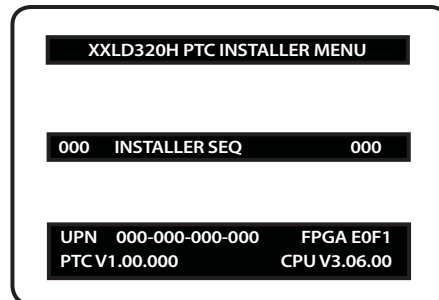 XXLD320H PTC INSTALLER MENU
000 INSTALLER SEQ 000
UPN 000-000-000-000 FPGA E0F1
PTC V1.00.000 CPU V3.06.00